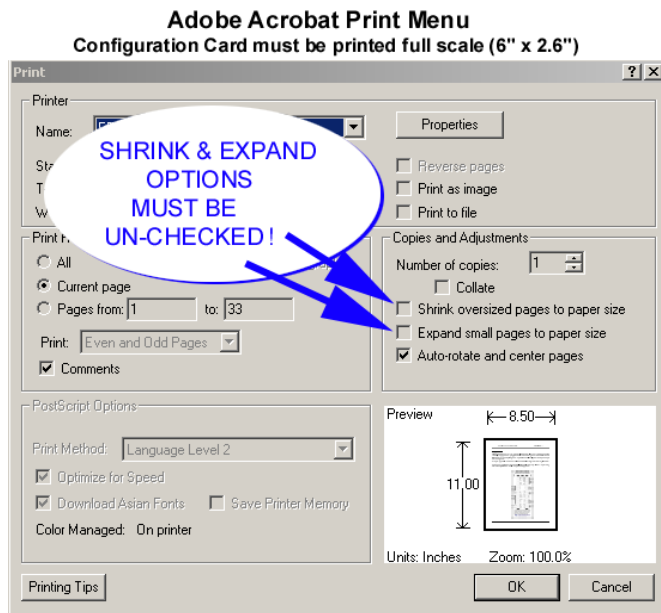 Adobe Acrobat Print Menu
Configuration Card must be printed full scale (6" x 2.6")
Print
Printer
Name:
Properties
SHRINK & EXPAND
OPTIONS
MUST BE
UN-CHECKED !
Reverse pages
Print as image
Print to file
All
Current page
Pages from: 1 to: 33
Print: Even and Odd Pages
Comments
Copies and Adjustments
Number of copies: 1
Collate
Shrink oversized pages to paper size
Expand small pages to paper size
Auto-rotate and center pages
PostScript Options
Print Method: Language Level 2
Optimize for Speed
Download Asian Fonts Save Printer Memory
Color Managed: On printer
Preview
8.50
11.00
Units: Inches Zoom: 100.0%
Printing Tips
OK
Cancel